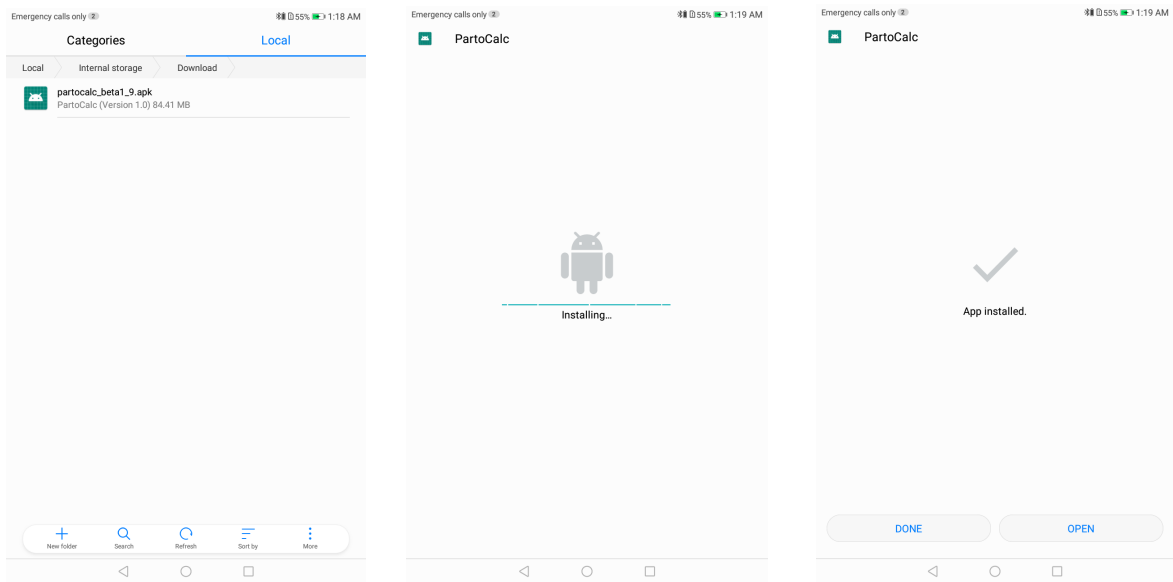 Emergency calls only 2
55% 1:18 AM
Categories
Local
Local
Internal storage
Download
partocalc_beta1_9.apk
PartoCalc (Version 1.0) 84.41 MB
New folder
Search
Refresh
Sort by
More
Emergency calls only 2
55% 1:19 AM
PartoCalc
Installing...
Emergency calls only 2
55% 1:19 AM
PartoCalc
App installed.
DONE
OPEN